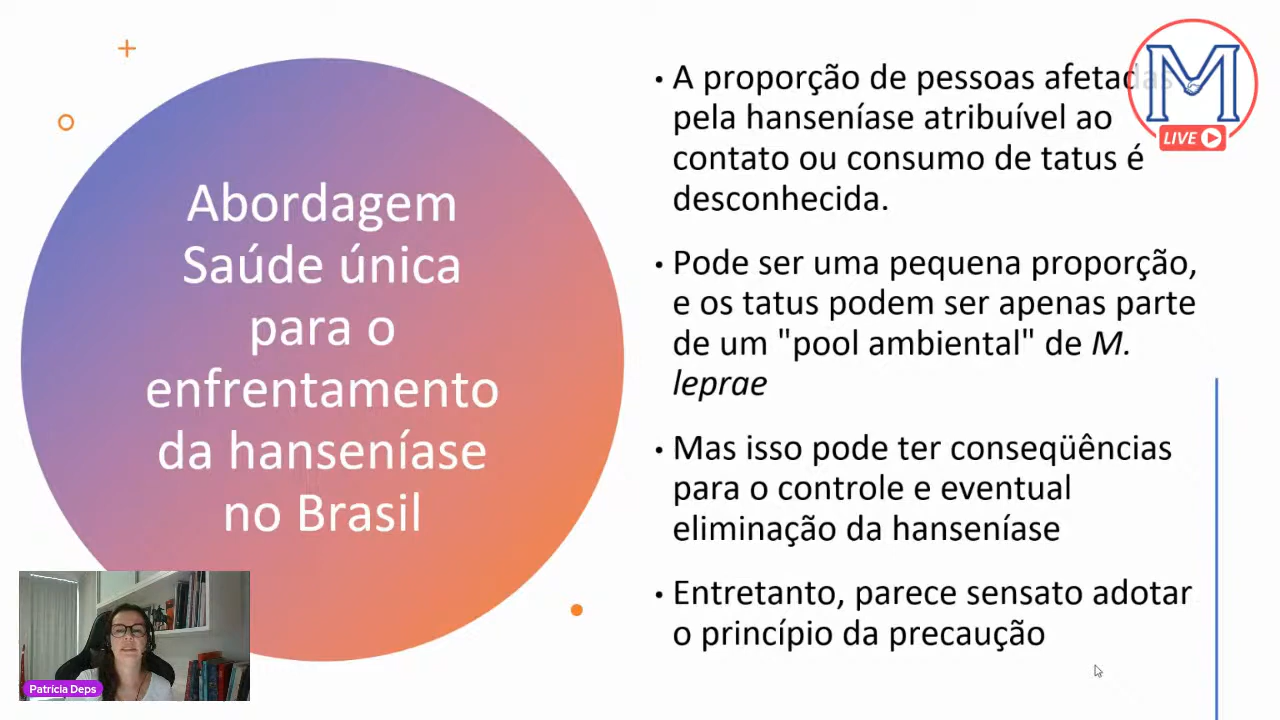 Abordagem
Saúde única
para o
enfrentamento
da hanseníase
no Brasil
• A proporção de pessoas afetadas
pela hanseníase atribuível ao
contato ou consumo de tatus é
desconhecida.
• Pode ser uma pequena proporção,
e os tatus podem ser apenas parte
de um "pool ambiental" de M.
leprae
• Mas isso pode ter conseqüências
para o controle e eventual
eliminação da hanseníase
• Entretanto, parece sensato adotar
o princípio da precaução
M
LIVE
Patrícia Deps